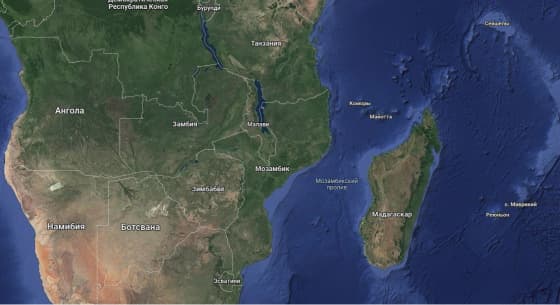 Демократическая
Республика Конго
Бурунди
Сейшелы
Танзания
Коморы
Ангола
Майотта
Замбия
Малави
Мозамбик
Мозамбикский
пролив
Зимбабве
о. Маврикий
Мадагаскар
Реюньон
Намибия
Ботсвана
Эсватини